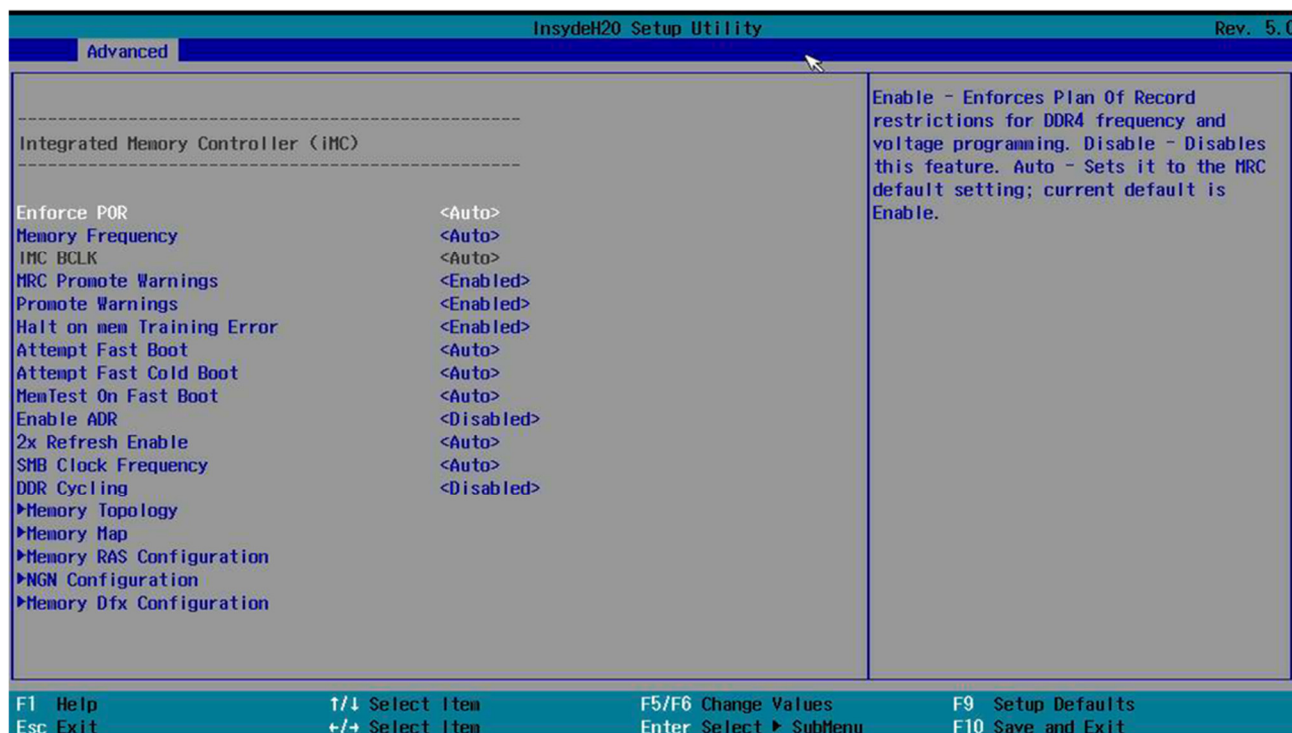 InsydeH2O Setup Utility Rev. 5.0
Advanced
Integrated Memory Controller (iMC)
Enforce POR <Auto>
Memory Frequency <Auto>
IMC BCLK <Auto>
MRC Promote Warnings <Enabled>
Promote Warnings <Enabled>
Halt on mem Training Error <Enabled>
Attempt Fast Boot <Auto>
Attempt Fast Cold Boot <Auto>
MemTest On Fast Boot <Auto>
Enable ADR <Disabled>
2x Refresh Enable <Auto>
SMB Clock Frequency <Auto>
DDR Cycling <Disabled>
▶Memory Topology
▶Memory Map
▶Memory RAS Configuration
▶NGN Configuration
▶Memory Dfx Configuration
Enable - Enforces Plan Of Record
restrictions for DDR4 frequency and
voltage programming. Disable - Disables
this feature. Auto - Sets it to the MRC
default setting; current default is
Enable.
F1 Help ↑/↓ Select Item F5/F6 Change Values F9 Setup Defaults
Esc Exit ←/→ Select Item Enter Select ▶ SubMenu F10 Save and Exit